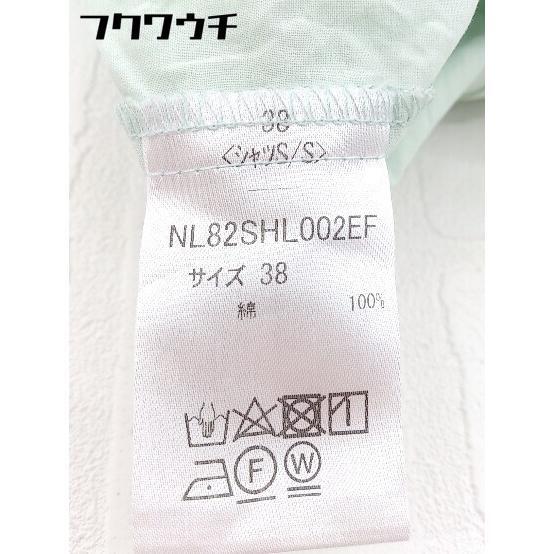 フクワウチ
38
<シャツS/S>
NL82SHL002EF
サイズ 38
綿 100%
F W